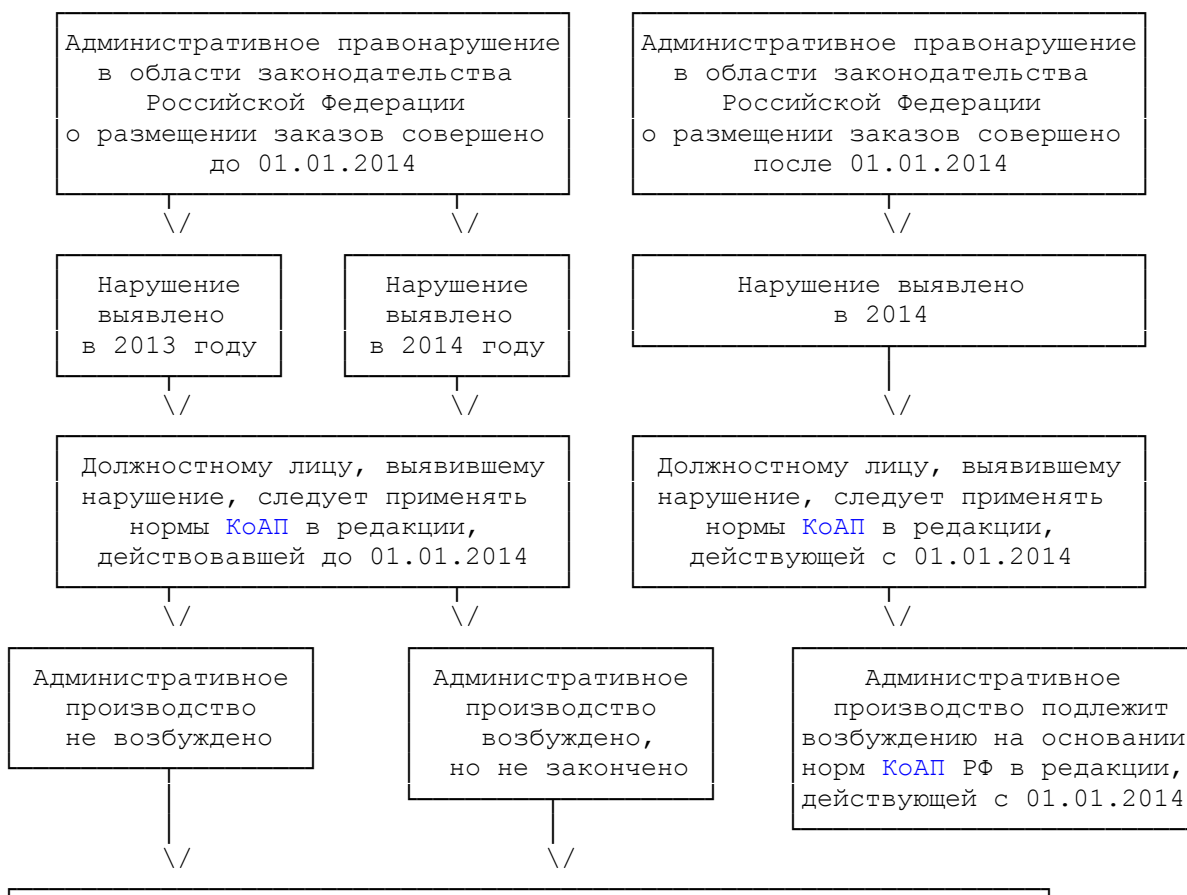 Административное правонарушение
в области законодательства
Российской Федерации
о размещении заказов совершено
до 01.01.2014
Административное правонарушение
в области законодательства
Российской Федерации
о размещении заказов совершено
после 01.01.2014
Нарушение
выявлено
в 2013 году
Нарушение
выявлено
в 2014 году
Нарушение выявлено
в 2014
Должностному лицу, выявившему
нарушение, следует применять
нормы КоАП в редакции,
действовавшей до 01.01.2014
Должностному лицу, выявившему
нарушение, следует применять
нормы КоАП в редакции,
действующей с 01.01.2014
Административное
производство
не возбуждено
Административное
производство
возбуждено,
но не закончено
Административное
производство подлежит
возбуждению на основании
норм КоАП РФ в редакции,
действующей с 01.01.2014